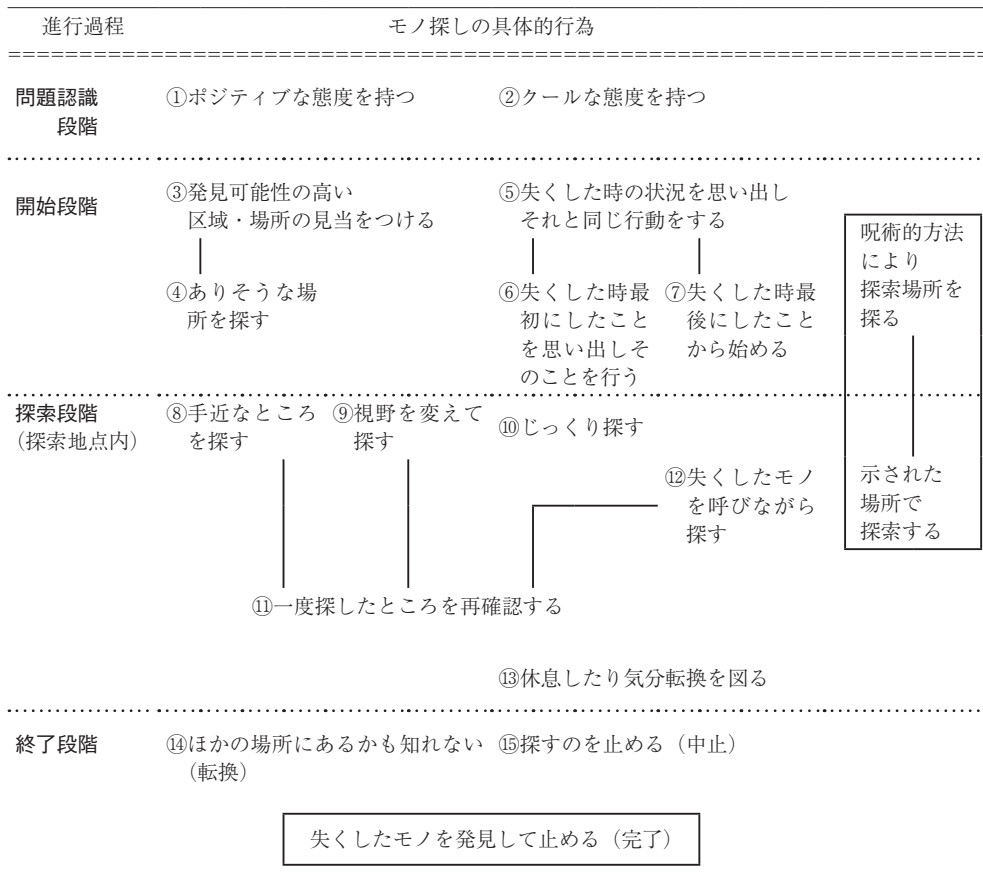 進行過程 モノ探しの具体的行為
問題認識 ①ポジティブな態度を持つ ②クールな態度を持つ
段階
開始段階
③発見可能性の高い
区域・場所の見当をつける
④ありそうな場
所を探す
⑤失くした時の状況を思い出し
それと同じ行動をする
⑥失くした時最
初にしたこと
を思い出しそ
のことを行う
⑦失くした時最
後にしたこと
から始める
呪術的方法
により
探索場所を
探る
探索段階
（探索地点内）
⑧手近なところ
を探す
⑨視野を変えて
探す
⑩じっくり探す
⑫失くしたモノ
を呼びながら
探す
示された
場所で
探索する
⑪一度探したところを再確認する
⑬休息したり気分転換を図る
終了段階
⑭ほかの場所にあるかも知れない
（転換）
⑮探すのを止める（中止）
失くしたモノを発見して止める（完了）